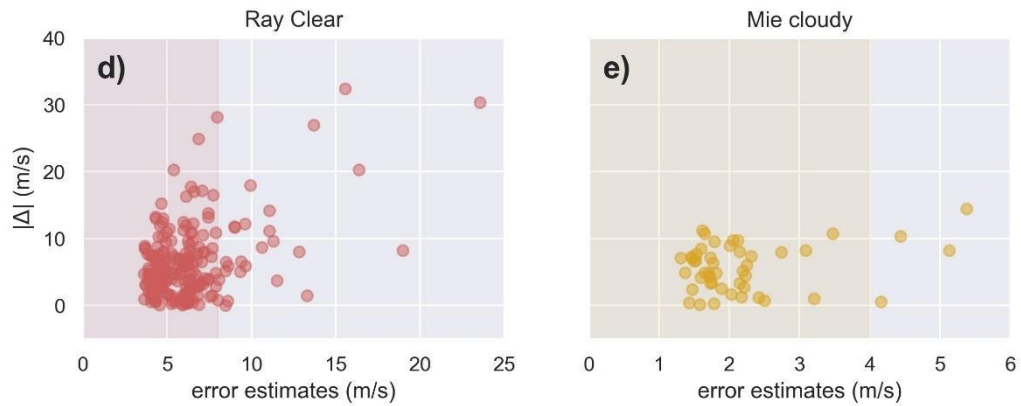 Ray Clear
Mie cloudy
d)
e)
40
30
20
10
0
|Δ| (m/s)
0 5 10 15 20 25
0 1 2 3 4 5 6
error estimates (m/s)
error estimates (m/s)